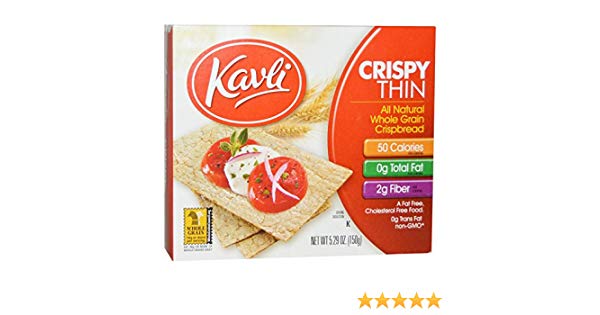 Kavli
CRISPY
THIN
All Natural
Whole Grain
Crispbread
50 Calories
0g Total Fat
2g Fiber
A Fat Free,
Cholesterol Free Food.
0g Trans Fat
non-GMO*
WHOLE
GRAIN
K
NET WT 5.29 OZ (150g)